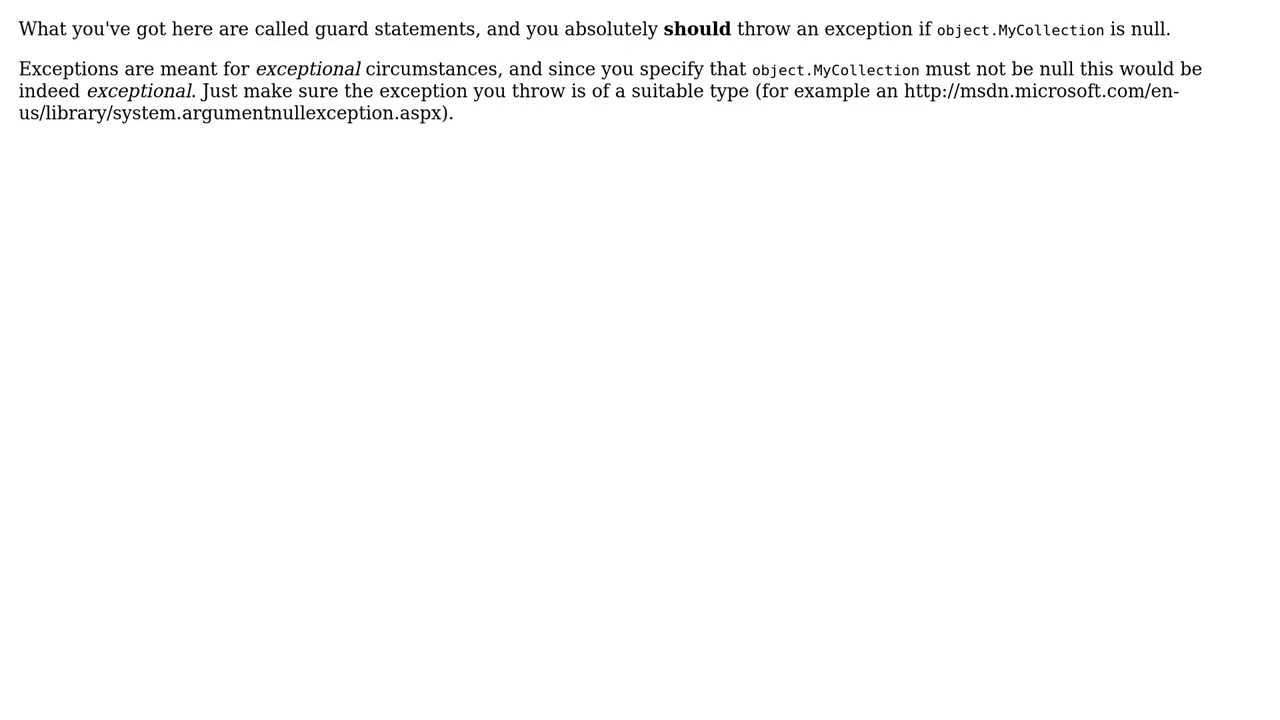 What you've got here are called guard statements, and you absolutely should throw an exception if object.MyCollection is null.
Exceptions are meant for exceptional circumstances, and since you specify that object.MyCollection must not be null this would be
indeed exceptional. Just make sure the exception you throw is of a suitable type (for example an http://msdn.microsoft.com/en-
us/library/system.argumentnullexception.aspx).